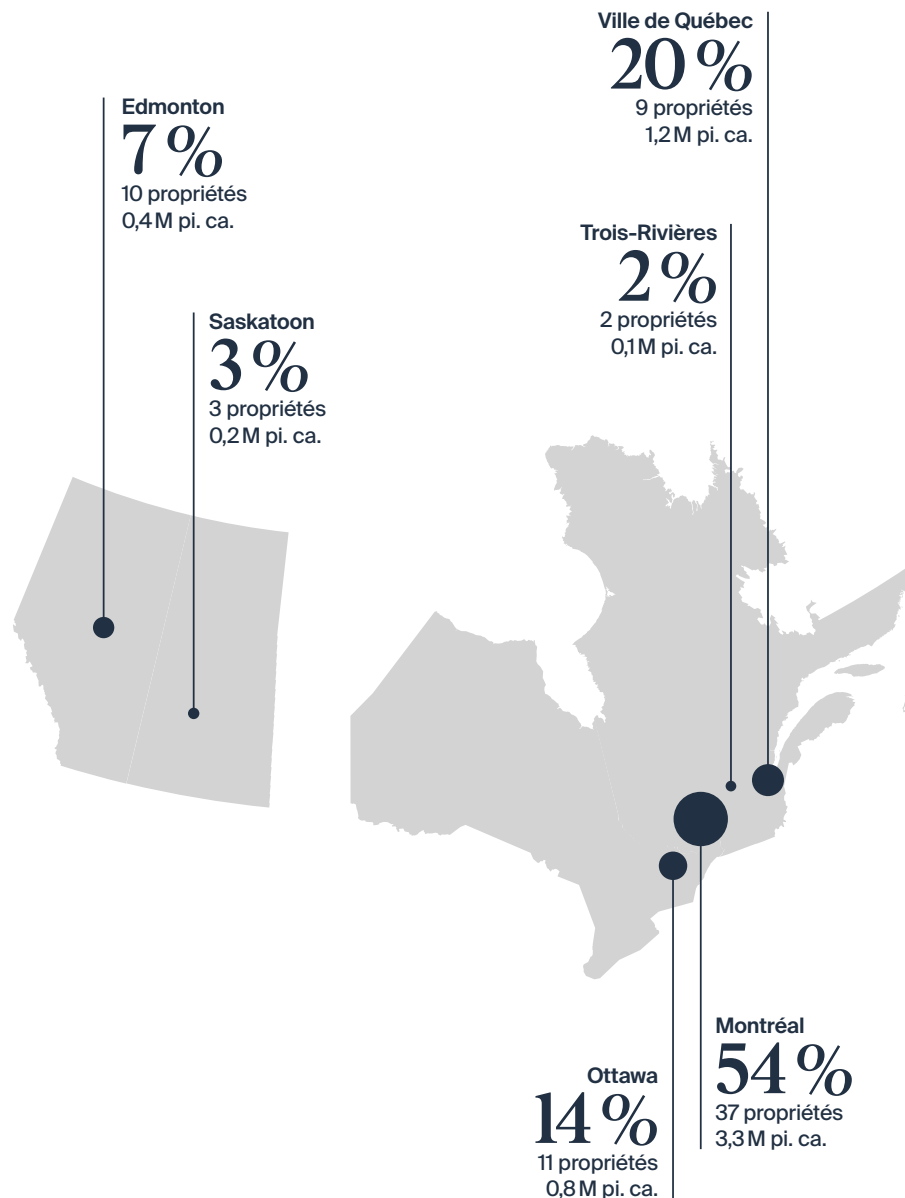 Ville de Québec
20 %
9 propriétés
1,2 M pi. ca.
Edmonton
7 %
10 propriétés
0,4 M pi. ca.
Trois-Rivières
2 %
2 propriétés
0,1 M pi. ca.
Saskatoon
3 %
3 propriétés
0,2 M pi. ca.
Montréal
54 %
37 propriétés
3,3 M pi. ca.
Ottawa
14 %
11 propriétés
0,8 M pi. ca.